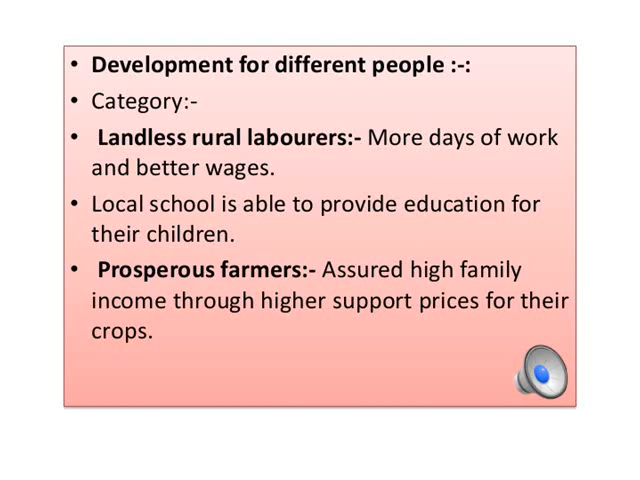 • Development for different people :-:
• Category:-
• Landless rural labourers:- More days of work
and better wages.
• Local school is able to provide education for
their children.
• Prosperous farmers:- Assured high family
income through higher support prices for their
crops.